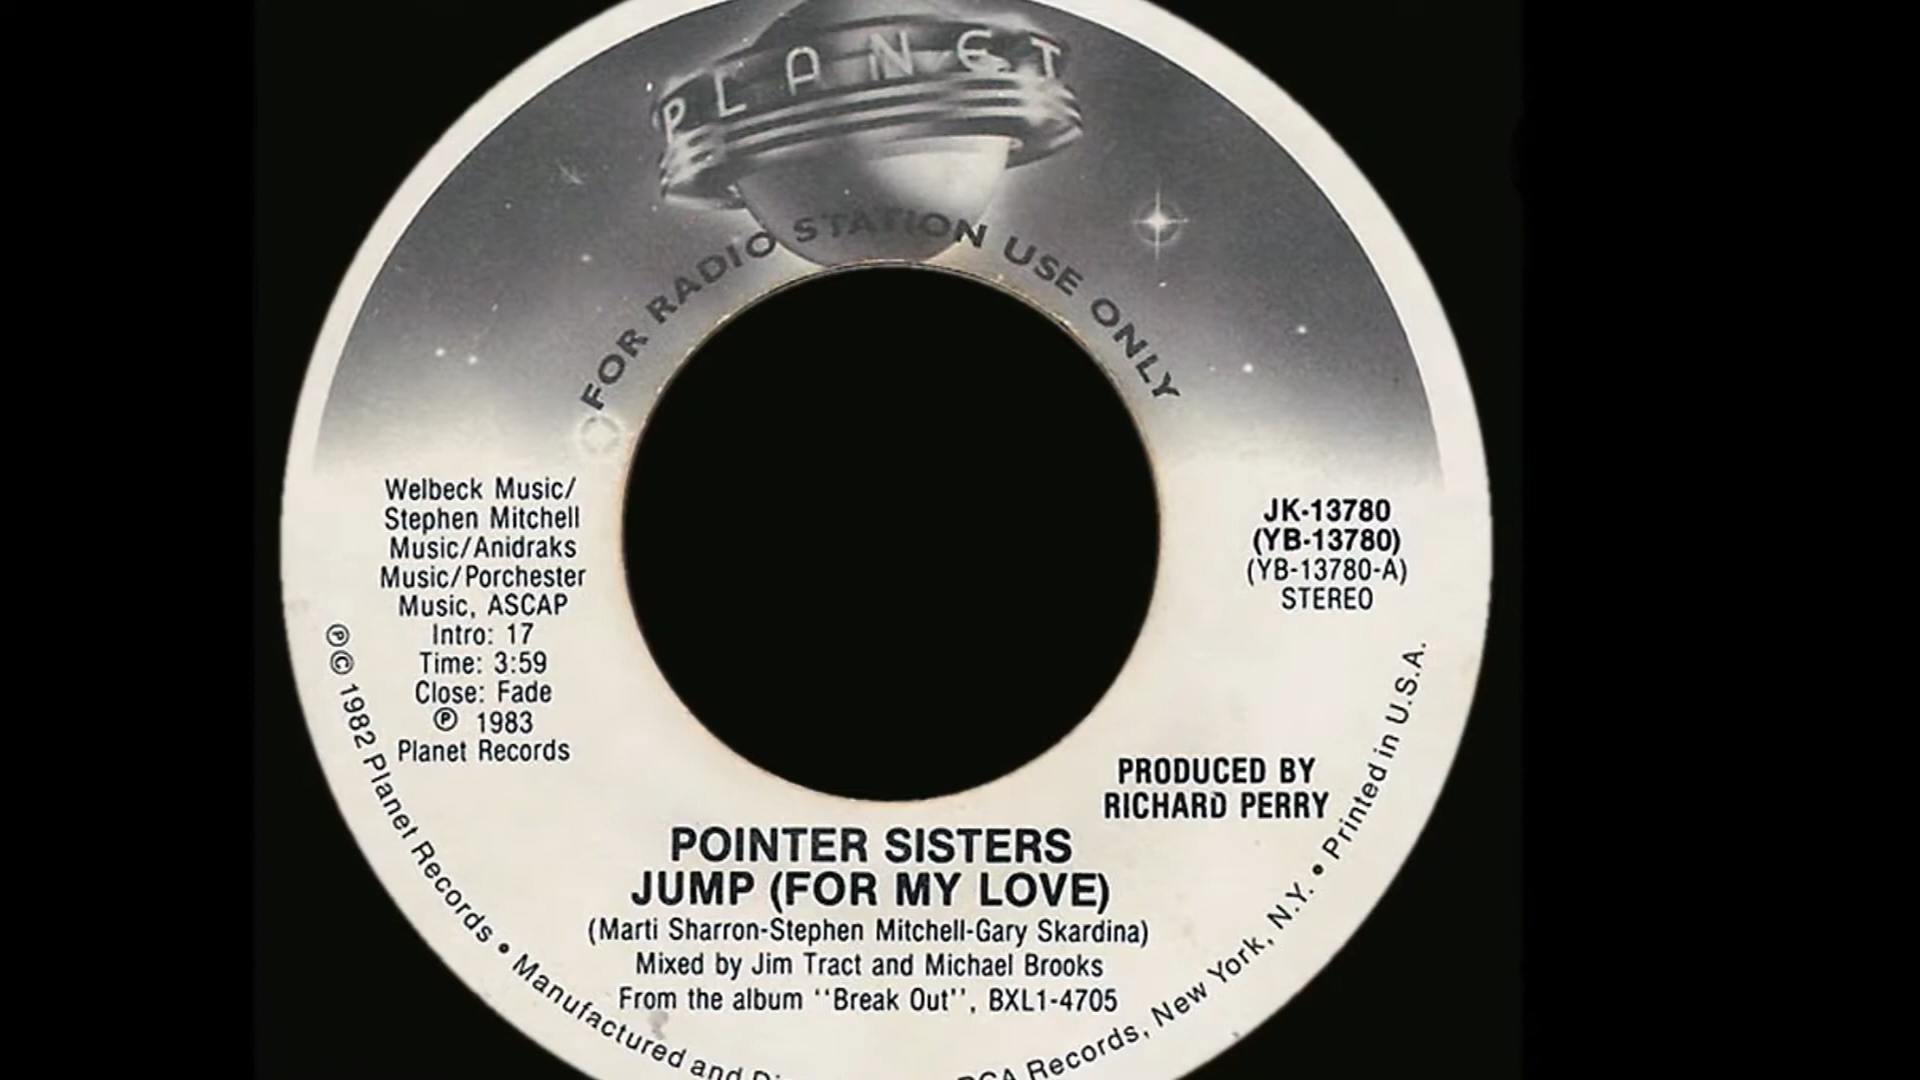 PLANET
FOR RADIO STATION USE ONLY
Welbeck Music/
Stephen Mitchell
Music/Anidraks
Music/Porchester
Music, ASCAP
Intro: 17
Time: 3:59
Close: Fade
℗ 1983
Planet Records
JK-13780
(YB-13780)
(YB-13780-A)
STEREO
PRODUCED BY
RICHARD PERRY
POINTER SISTERS
JUMP (FOR MY LOVE)
(Marti Sharron-Stephen Mitchell-Gary Skardina)
Mixed by Jim Tract and Michael Brooks
From the album "Break Out", BXL1-4705
℗ © 1982 Planet Records • Manufactured and RCA Records, New York, N.Y. • Printed in U.S.A.